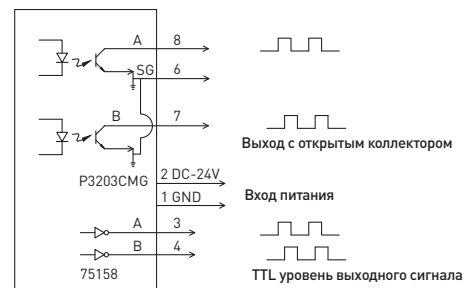 A 8
SG 6
B 7
Выход с открытым коллектором
P3203CMG
2 DC-24V
1 GND
Вход питания
A 3
B 4
75158
TTL уровень выходного сигнала